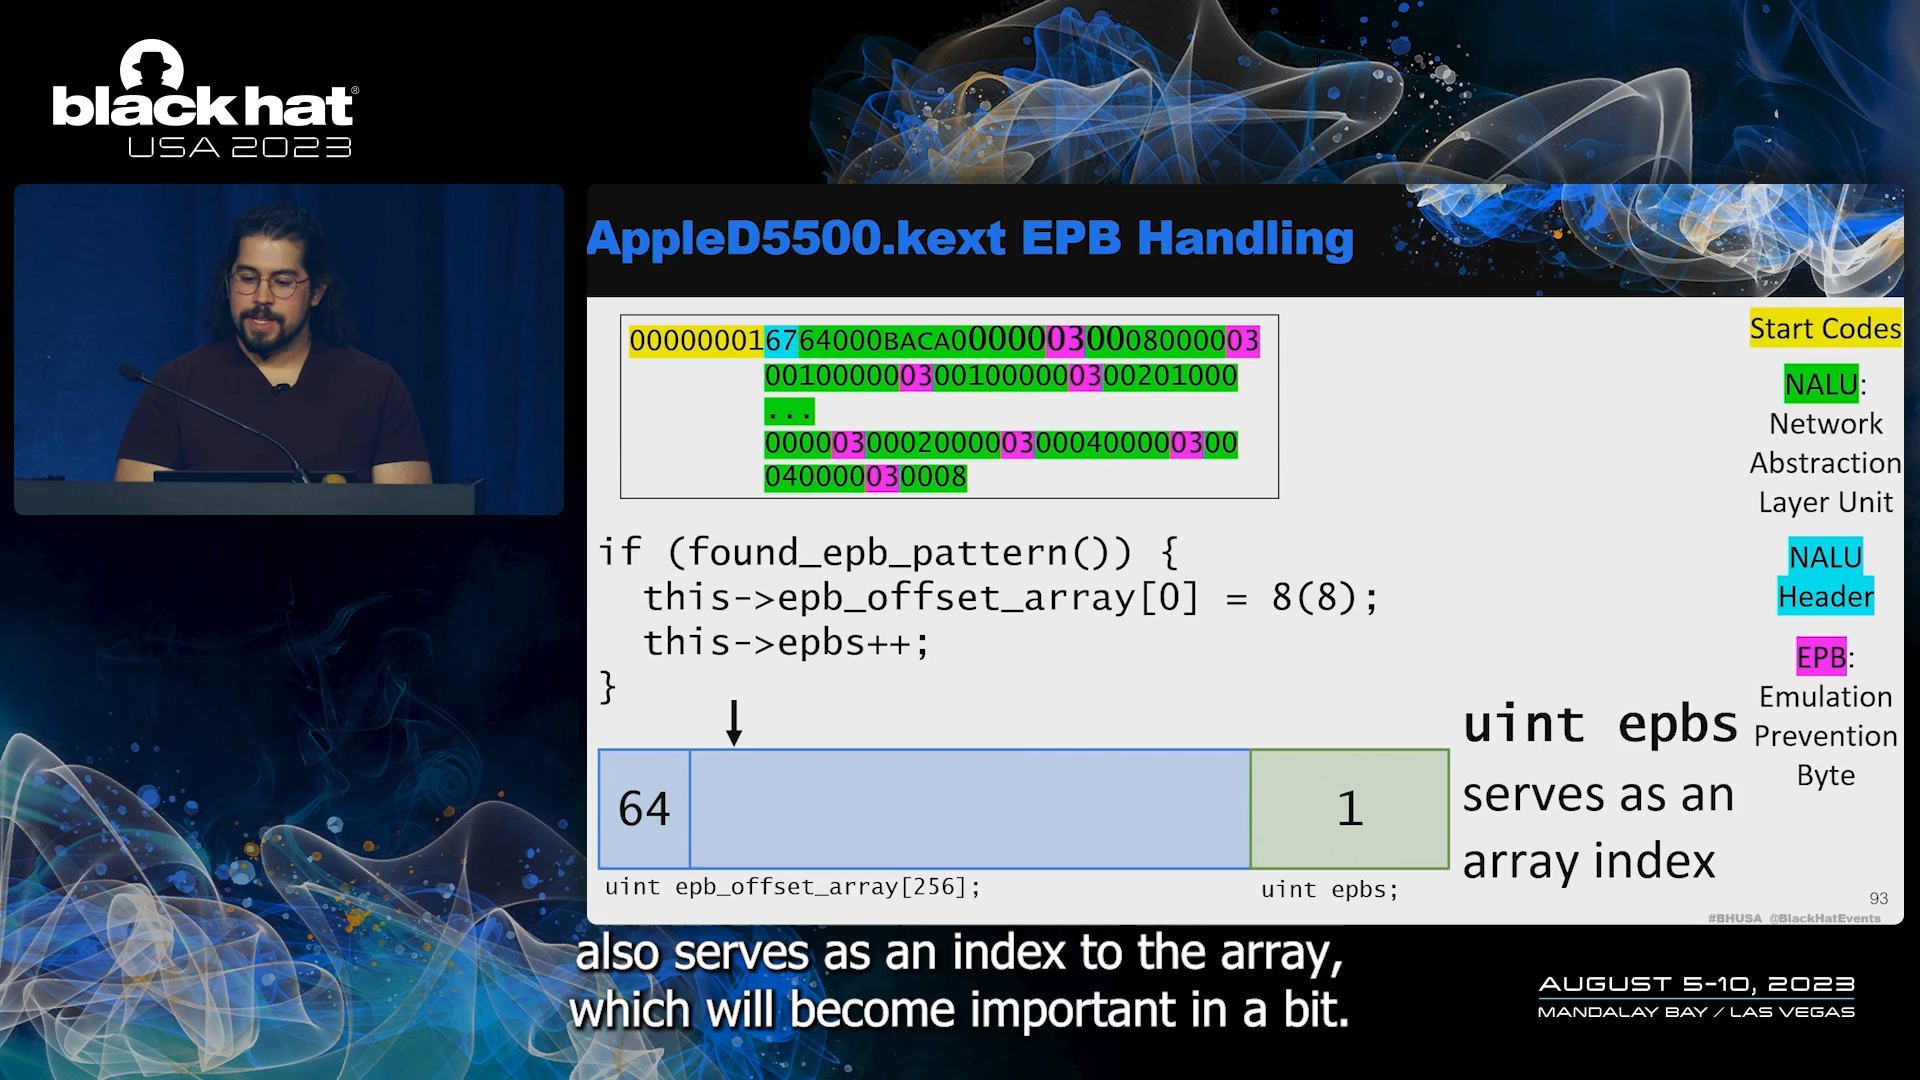 black hat®
USA 2023
AppleD5500.kext EPB Handling
000000016764000BACA00000030008000003
0010000003001000000300201000
...
0000030002000003000400000300
040000030008
Start Codes
NALU:
Network
Abstraction
Layer Unit
NALU
Header
EPB:
Emulation
Prevention
Byte
if (found_epb_pattern()) {
this->epb_offset_array[0] = 8(8);
this->epbs++;
}
64
1
uint epb_offset_array[256];
uint epbs;
uint epbs
serves as an
array index
93
#BHUSA @BlackHatEvents
also serves as an index to the array,
which will become important in a bit.
AUGUST 5-10, 2023
MANDALAY BAY / LAS VEGAS